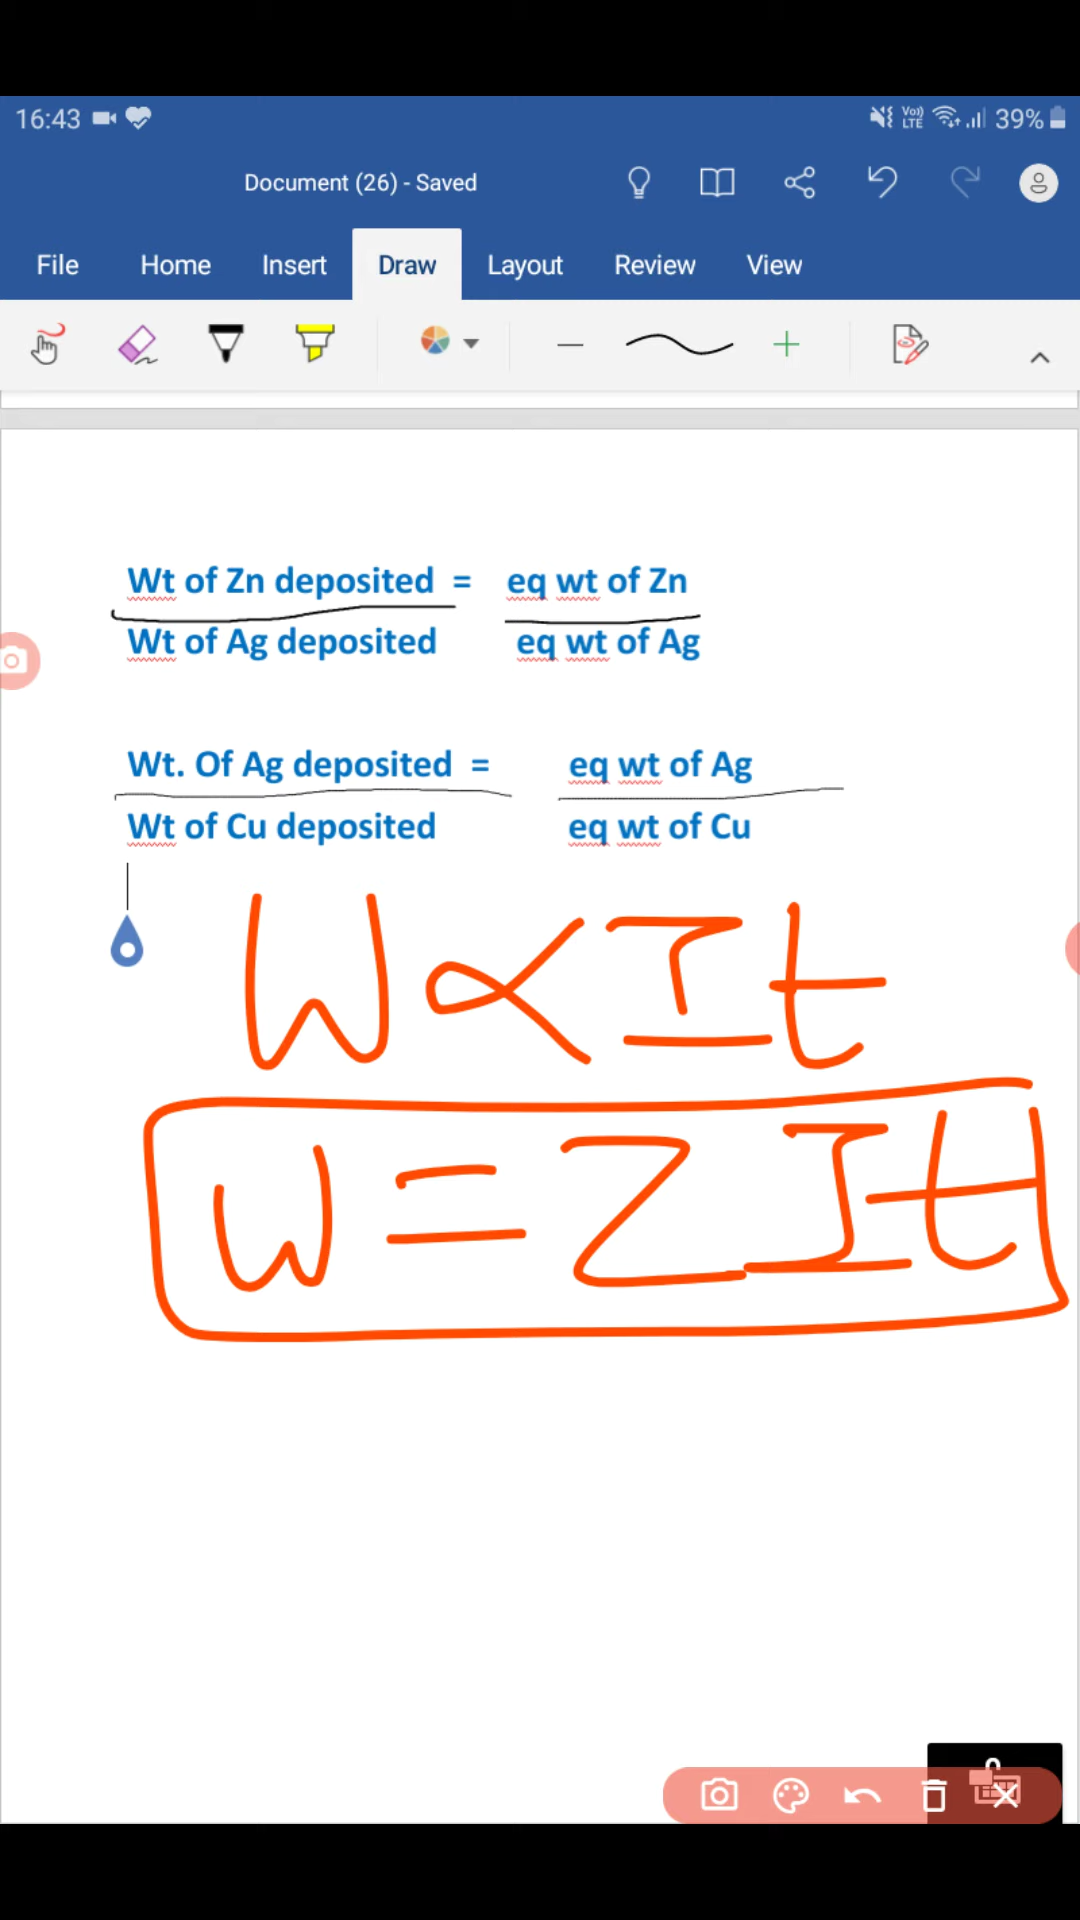 16:43 Vo)) LTE 39%
Document (26) - Saved
File Home Insert Draw Layout Review View
Wt of Zn deposited = eq wt of Zn
Wt of Ag deposited eq wt of Ag
Wt. Of Ag deposited = eq wt of Ag
Wt of Cu deposited eq wt of Cu
W ∝ I t
W = Z I t